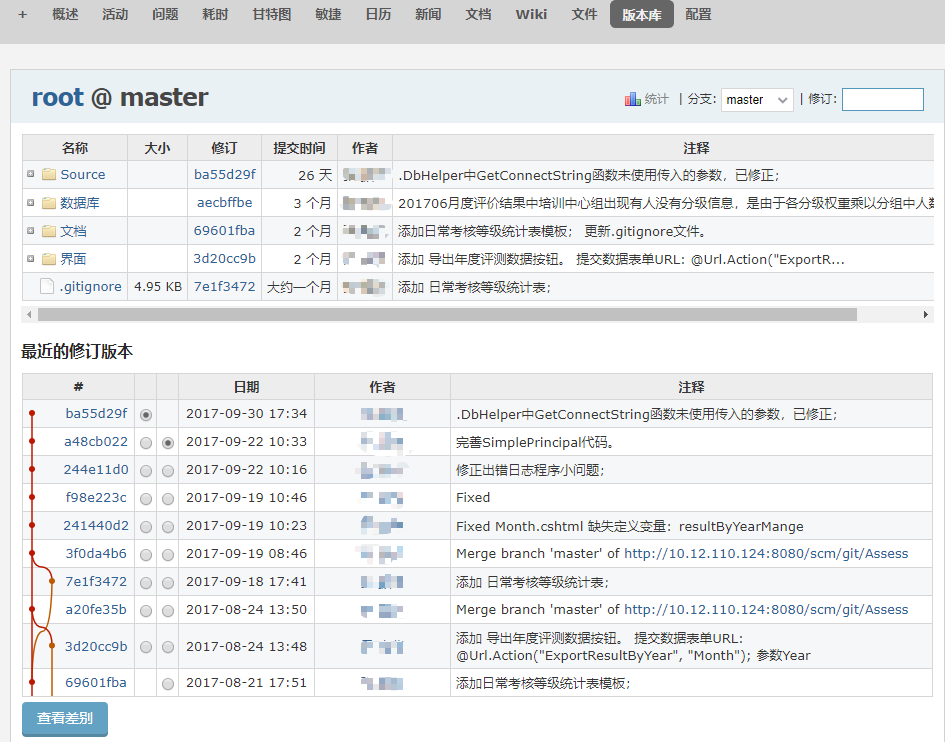 + 概述 活动 问题 耗时 甘特图 敏捷 日历 新闻 文档 Wiki 文件 版本库 配置
root @ master 统计 | 分支: master | 修订:
名称 大小 修订 提交时间 作者 注释
Source ba55d29f 26 天 .DbHelper中GetConnectString函数未使用传入的参数，已修正;
数据库 aecbffbe 3 个月 201706月度评价结果中培训中心组出现有人没有分级信息，是由于各分级权重乘以分组中人数
文档 69601fba 2 个月 添加日常考核等级统计表模板； 更新.gitignore文件。
界面 3d20cc9b 2 个月 添加 导出年度评测数据按钮。 提交数据表单URL: @Url.Action("ExportR...
.gitignore 4.95 KB 7e1f3472 大约一个月 添加 日常考核等级统计表;
最近的修订版本
# 日期 作者 注释
ba55d29f 2017-09-30 17:34 .DbHelper中GetConnectString函数未使用传入的参数，已修正;
a48cb022 2017-09-22 10:33 完善SimplePrincipal代码。
244e11d0 2017-09-22 10:16 修正出错日志程序小问题;
f98e223c 2017-09-19 10:46 Fixed
241440d2 2017-09-19 10:23 Fixed Month.cshtml 缺失定义变量：resultByYearMange
3f0da4b6 2017-09-19 08:46 Merge branch 'master' of http://10.12.110.124:8080/scm/git/Assess
7e1f3472 2017-09-18 17:41 添加 日常考核等级统计表;
a20fe35b 2017-08-24 13:50 Merge branch 'master' of http://10.12.110.124:8080/scm/git/Assess
3d20cc9b 2017-08-24 13:48 添加 导出年度评测数据按钮。 提交数据表单URL:
@Url.Action("ExportResultByYear", "Month"); 参数Year
69601fba 2017-08-21 17:51 添加日常考核等级统计表模板;
查看差别